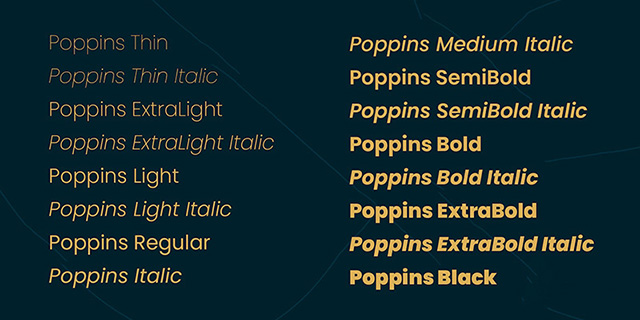 Poppins Thin
Poppins Thin Italic
Poppins ExtraLight
Poppins ExtraLight Italic
Poppins Light
Poppins Light Italic
Poppins Regular
Poppins Italic
Poppins Medium Italic
Poppins SemiBold
Poppins SemiBold Italic
Poppins Bold
Poppins Bold Italic
Poppins ExtraBold
Poppins ExtraBold Italic
Poppins Black